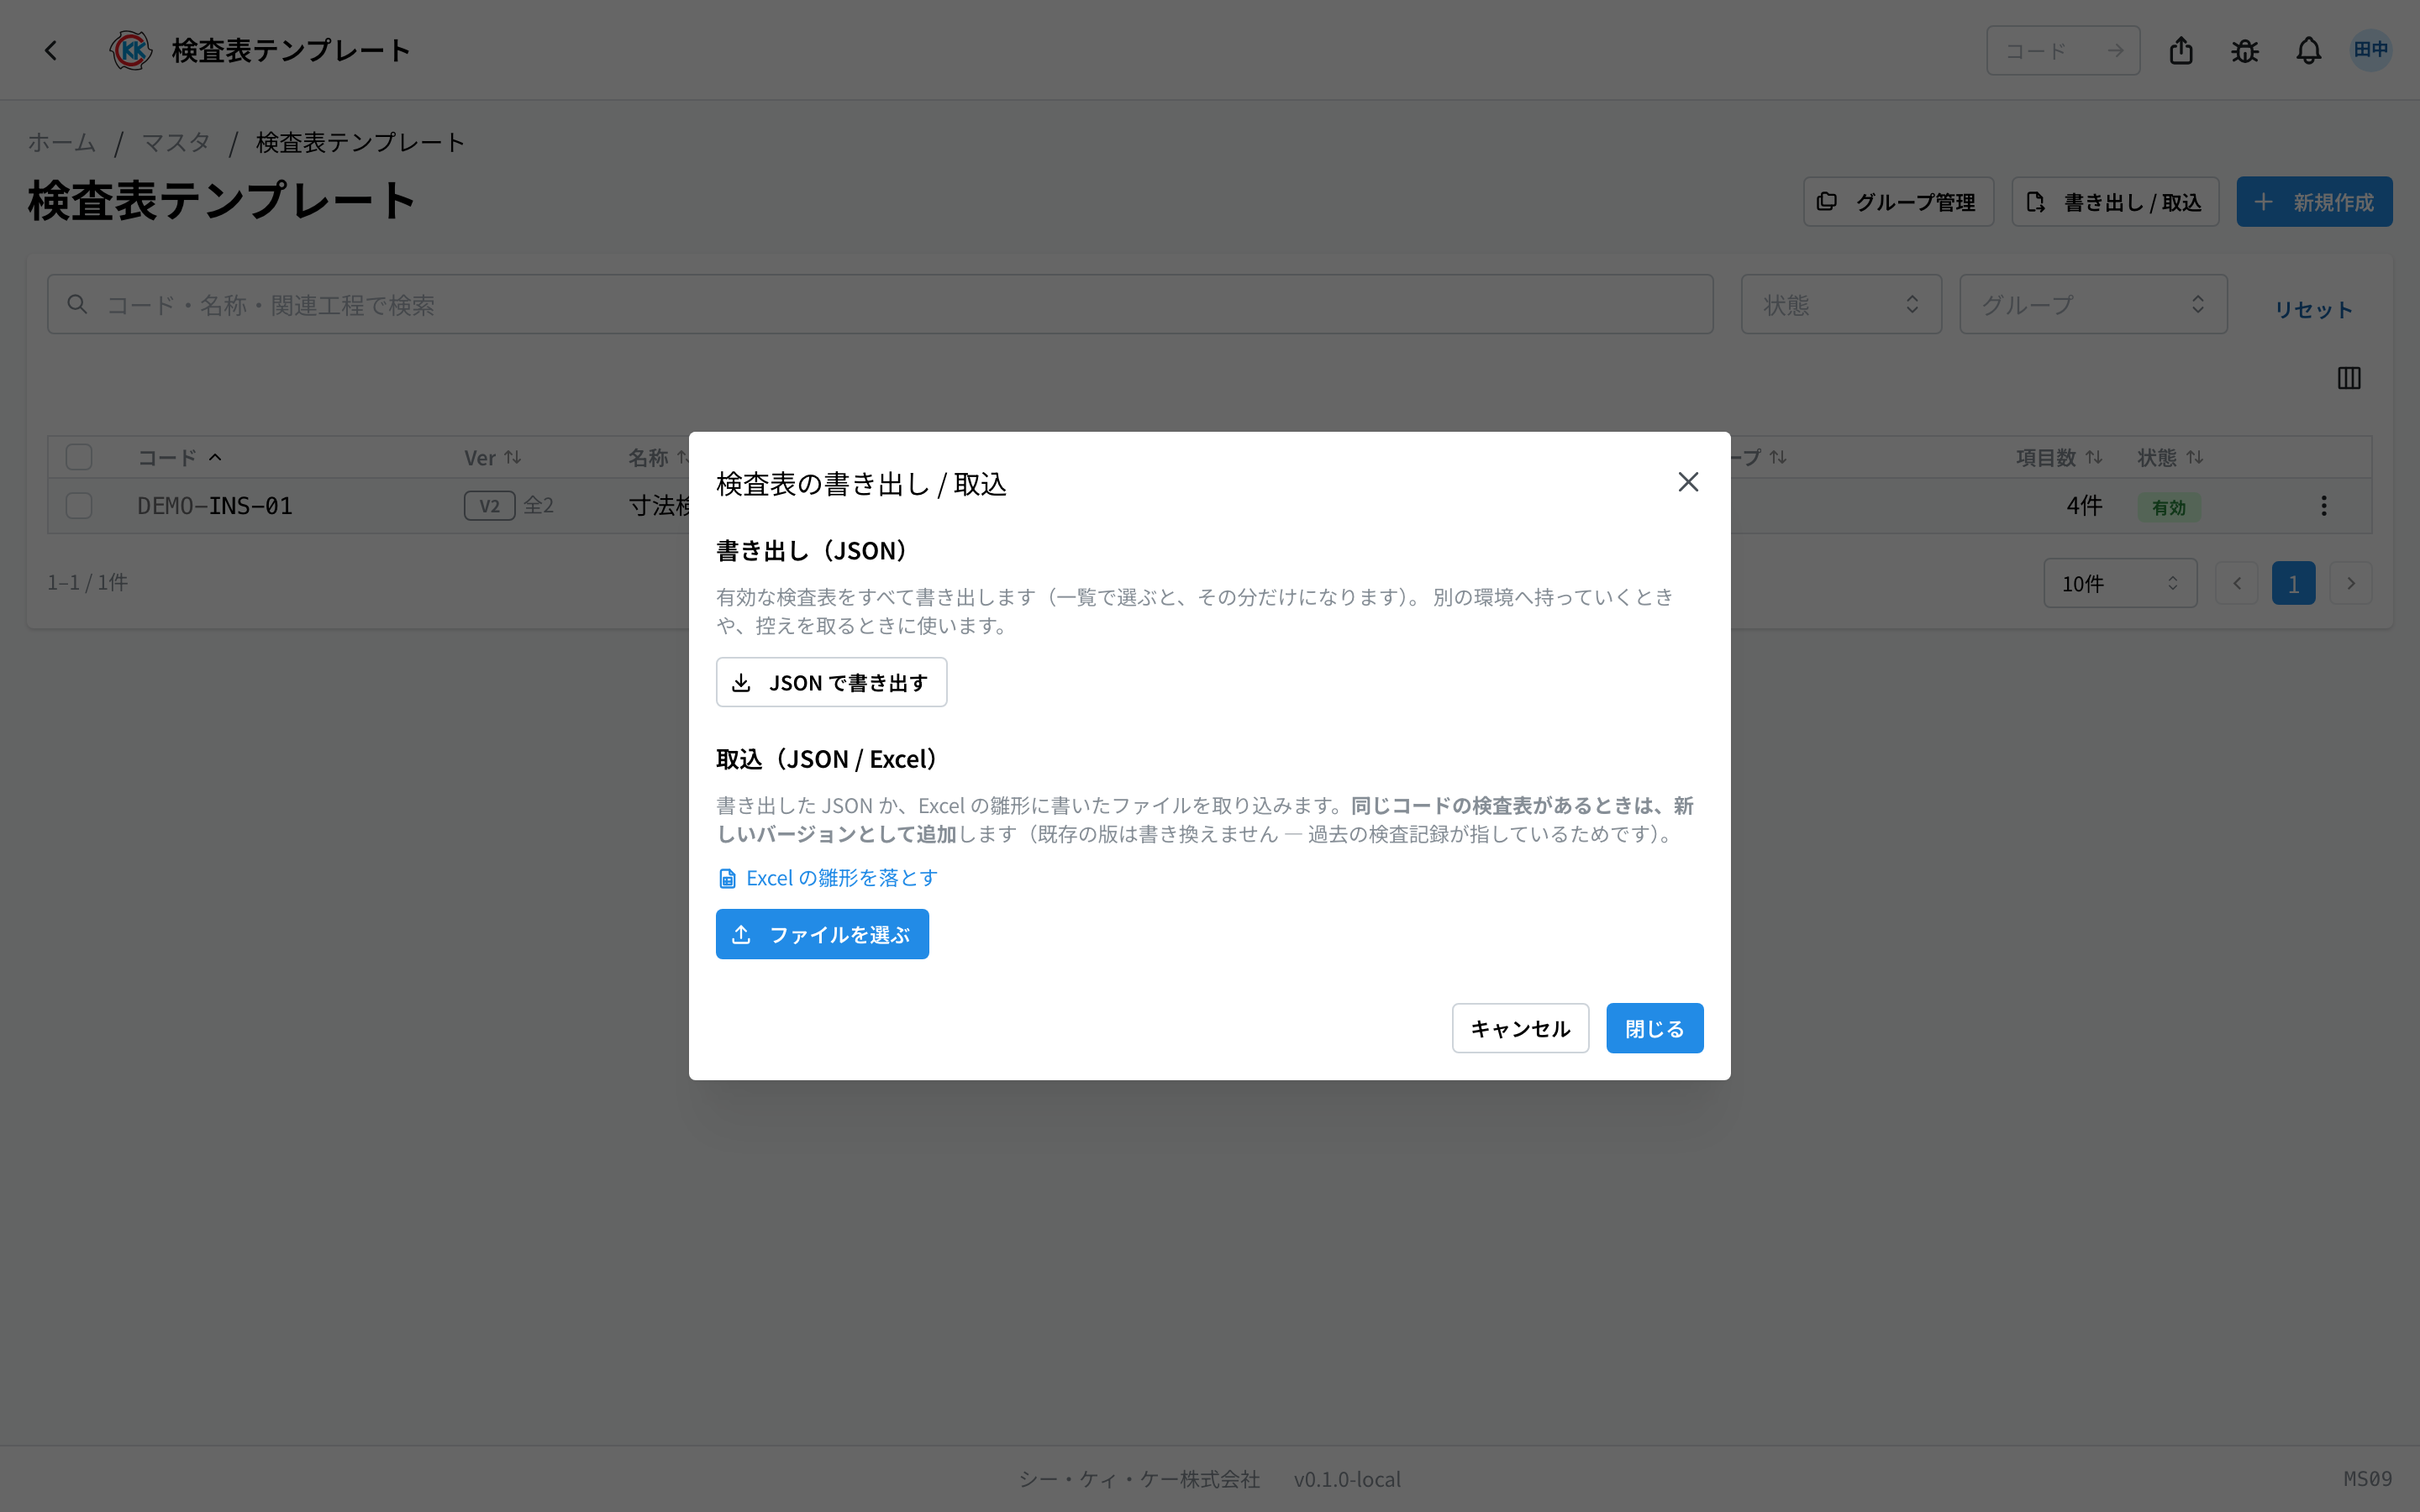 検査表テンプレート
コード
田中
ホーム / マスタ / 検査表テンプレート
検査表テンプレート
グループ管理
書き出し / 取込
新規作成
コード・名称・関連工程で検索
状態
グループ
リセット
コード Ver 名称 ープ 項目数 状態
DEMO-INS-01 V2 全2 寸法検 4件 有効
1–1 / 1件
10件
1
検査表の書き出し / 取込
書き出し（JSON）
有効な検査表をすべて書き出します（一覧で選ぶと、その分だけになります）。 別の環境へ持っていくとき
や、控えを取るときに使います。
JSON で書き出す
取込（JSON / Excel）
書き出した JSON か、Excel の雛形に書いたファイルを取り込みます。同じコードの検査表があるときは、新
しいバージョンとして追加します（既存の版は書き換えません — 過去の検査記録が指しているためです）。
Excel の雛形を落とす
ファイルを選ぶ
キャンセル
閉じる
シー・ケィ・ケー株式会社 v0.1.0-local
MS09